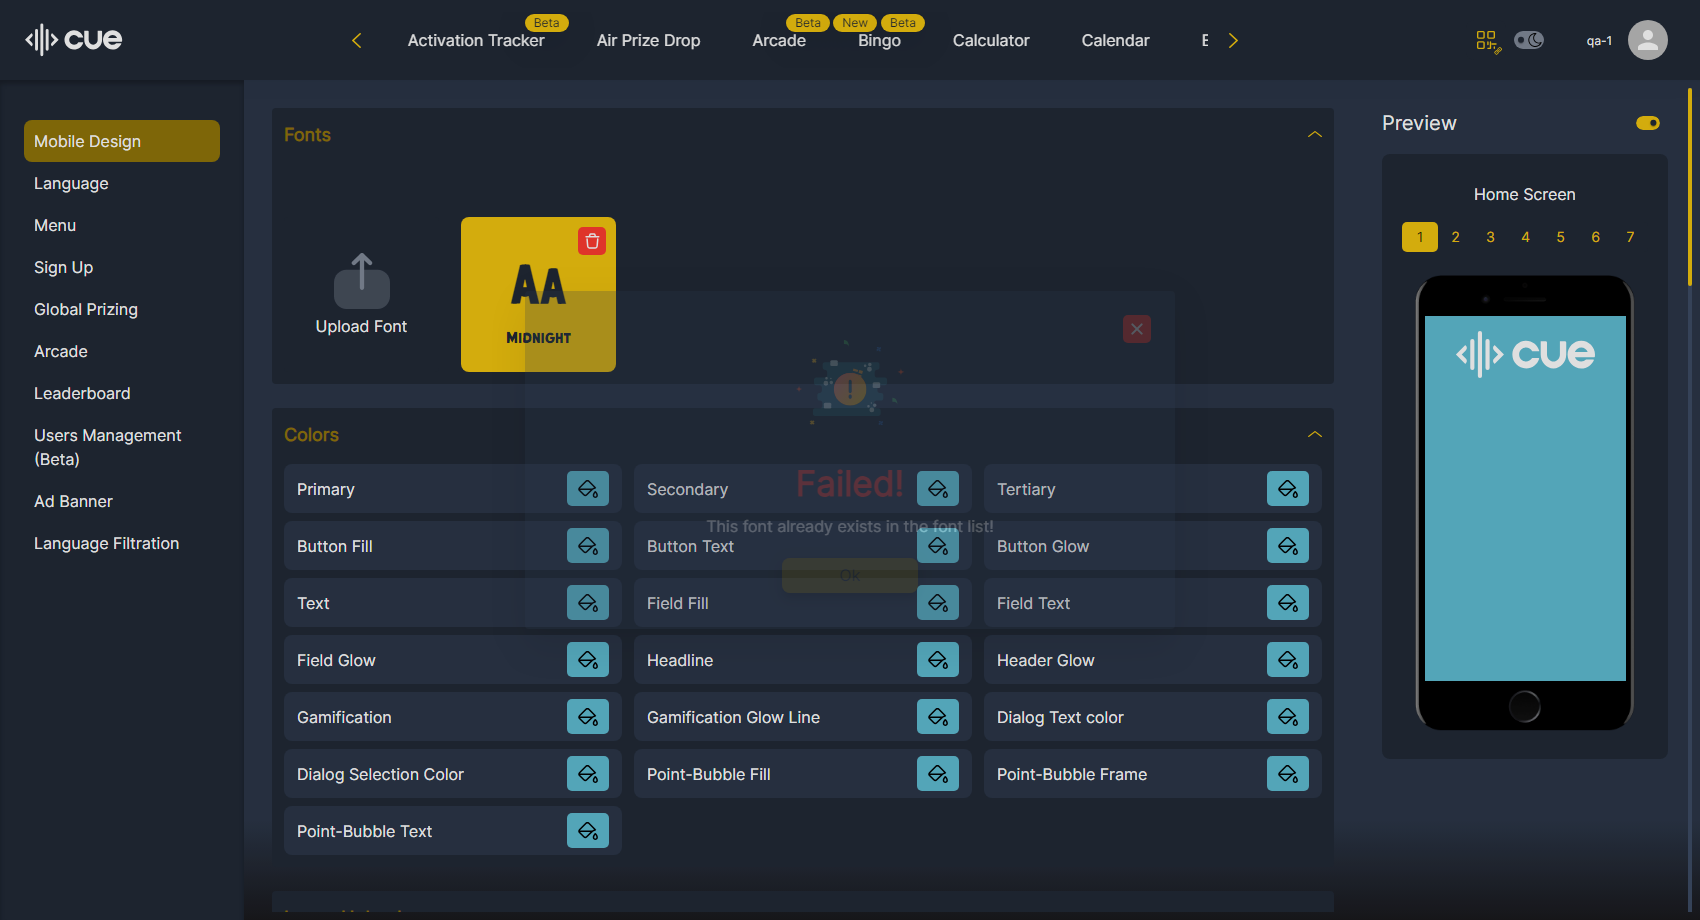 cue
Activation Tracker
Beta
Air Prize Drop
Arcade
Beta
New
Bingo
Beta
Calculator
Calendar
qa-1
Mobile Design
Language
Menu
Sign Up
Global Prizing
Arcade
Leaderboard
Users Management
(Beta)
Ad Banner
Language Filtration
Fonts
Upload Font
AA
MIDNIGHT
Failed!
This font already exists in the font list!
Ok
Colors
Primary
Secondary
Tertiary
Button Fill
Button Text
Button Glow
Text
Field Fill
Field Text
Field Glow
Headline
Header Glow
Gamification
Gamification Glow Line
Dialog Text color
Dialog Selection Color
Point-Bubble Fill
Point-Bubble Frame
Point-Bubble Text
Preview
Home Screen
1 2 3 4 5 6 7
cue